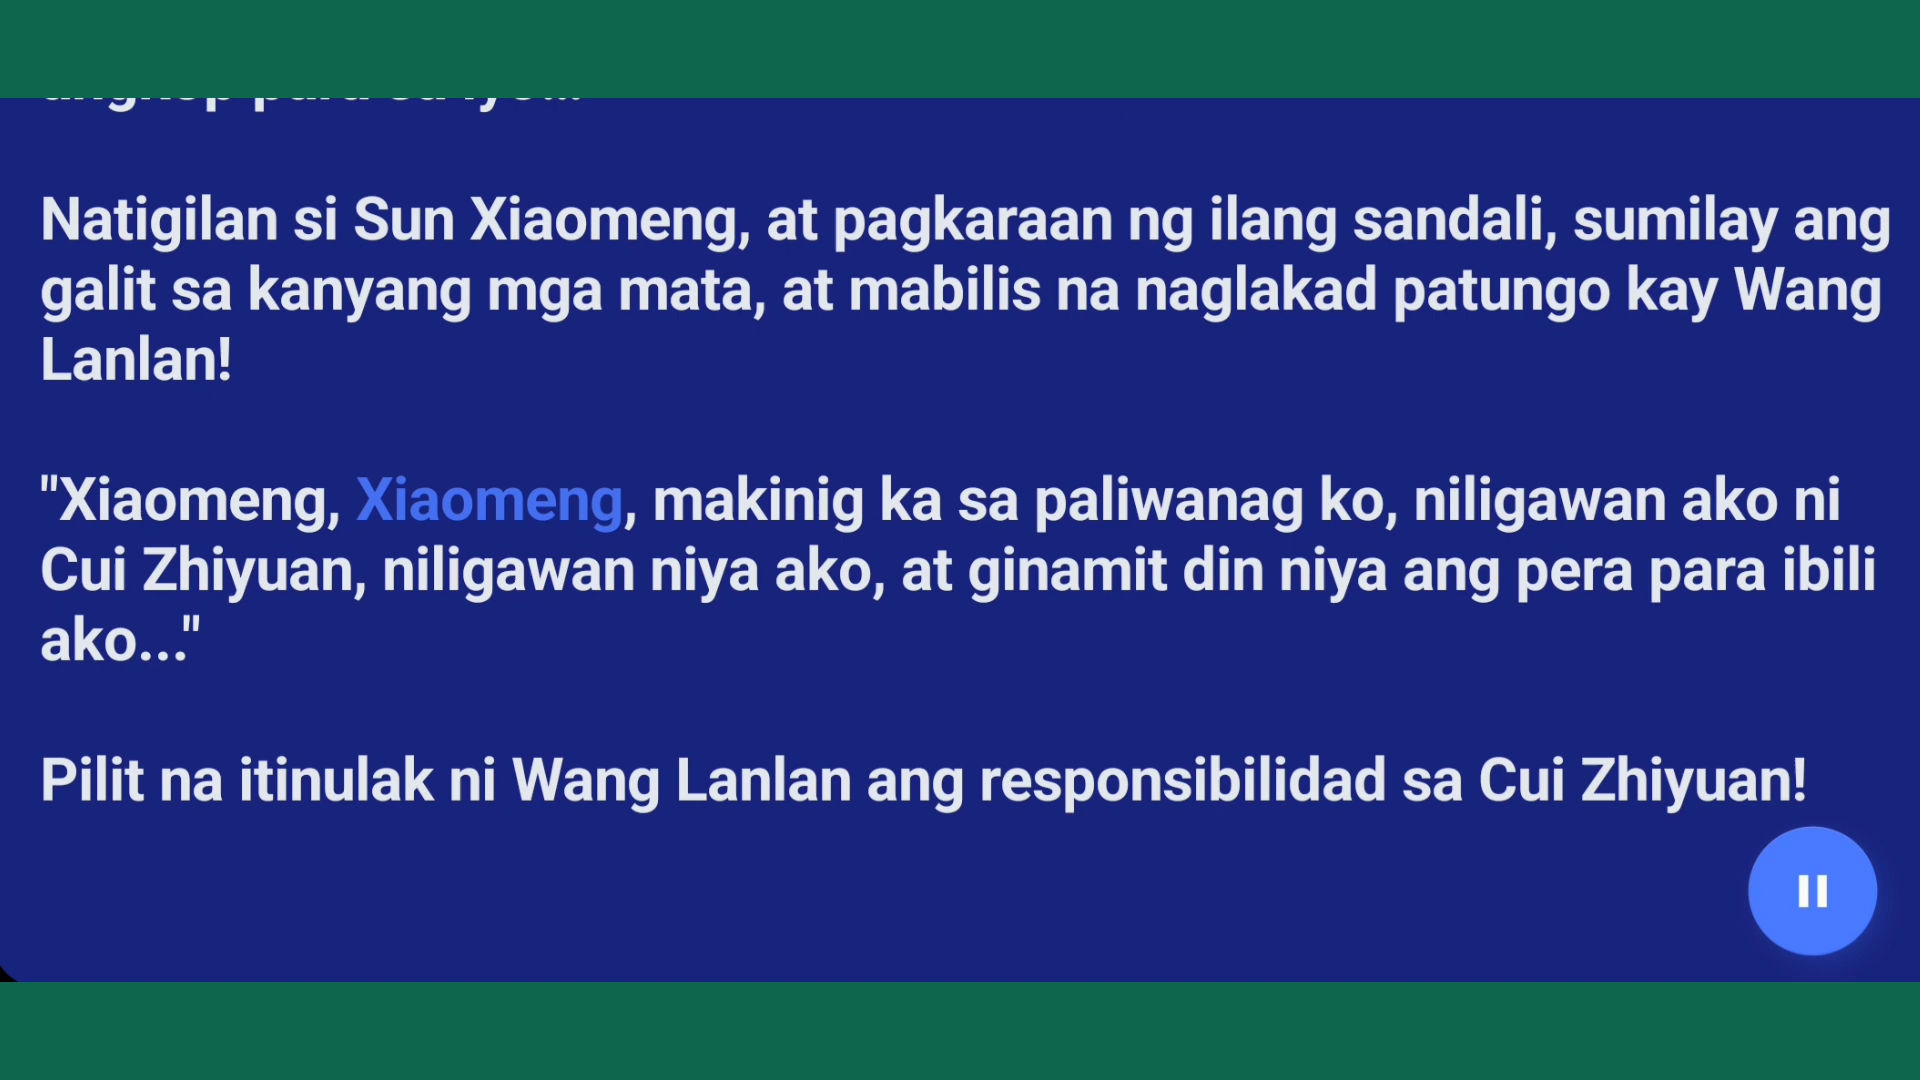 Natigilan si Sun Xiaomeng, at pagkaraan ng ilang sandali, sumilay ang
galit sa kanyang mga mata, at mabilis na naglakad patungo kay Wang
Lanlan!
"Xiaomeng, Xiaomeng, makinig ka sa paliwanag ko, niligawan ako ni
Cui Zhiyuan, niligawan niya ako, at ginamit din niya ang pera para ibili
ako..."
Pilit na itinulak ni Wang Lanlan ang responsibilidad sa Cui Zhiyuan!